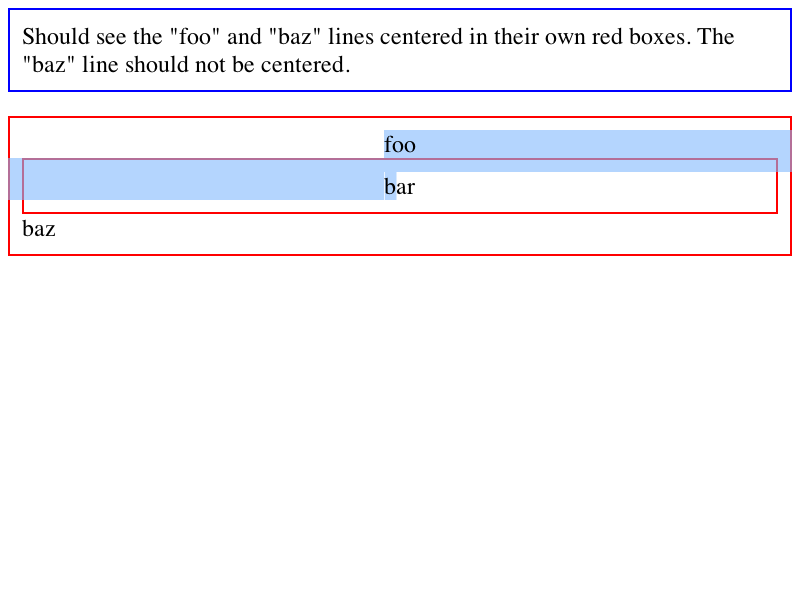 Should see the "foo" and "baz" lines centered in their own red boxes. The
"baz" line should not be centered.
foo
bar
baz